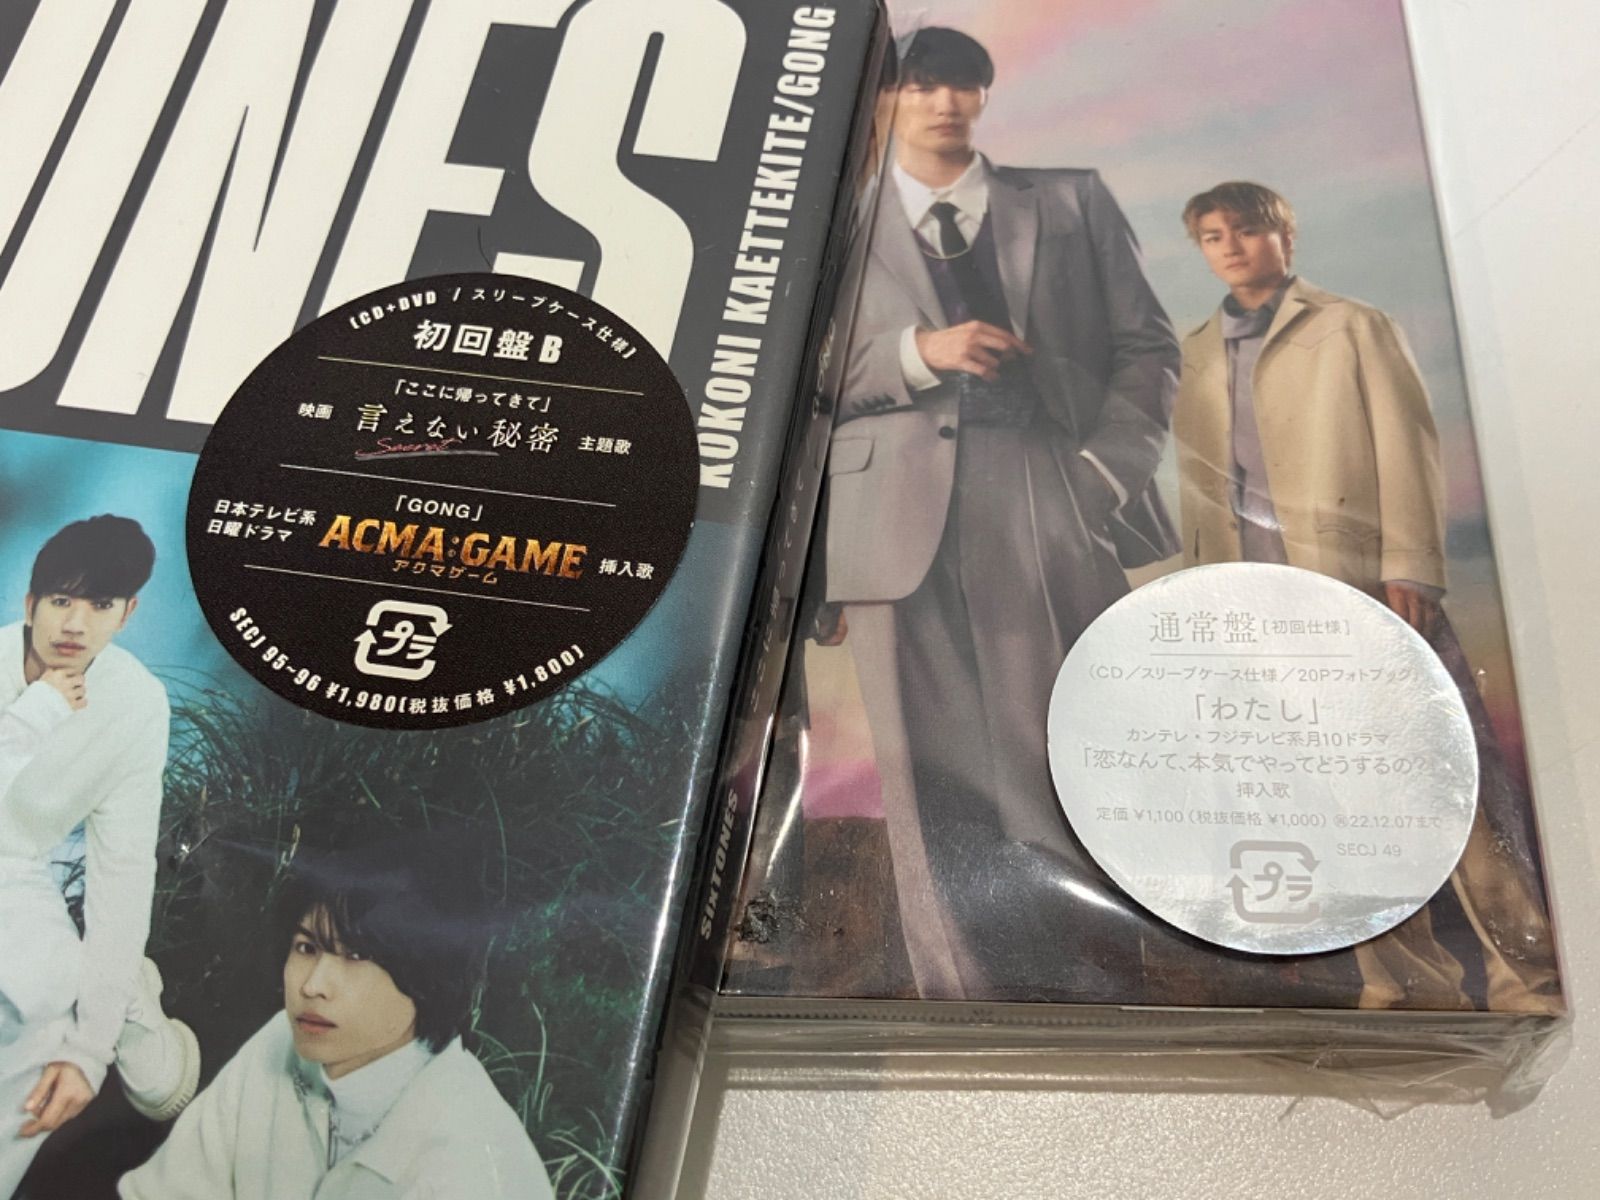 ONES
KOKONI KAETTEKITE/GONG
[CD+DVD / スリーブケース仕様]
初回盤 B
「ここに帰ってきて」
映画 言えない秘密 主題歌
Secret
「GONG」
日本テレビ系
日曜ドラマ
ACMA:GAME
アクマゲーム
挿入歌
プラ
SECJ 95~96 ¥1,980(税抜価格 ¥1,800)
SIXTONES
通常盤[初回仕様]
(CD/スリーブケース仕様/20Pフォトブック)
「わたし」
カンテレ・フジテレビ系月10ドラマ
「恋なんて、本気でやってどうするの?」
挿入歌
定価 ¥1,100(税抜価格 ¥1,000) ㊗22.12.07まで
SECJ 49
プラ